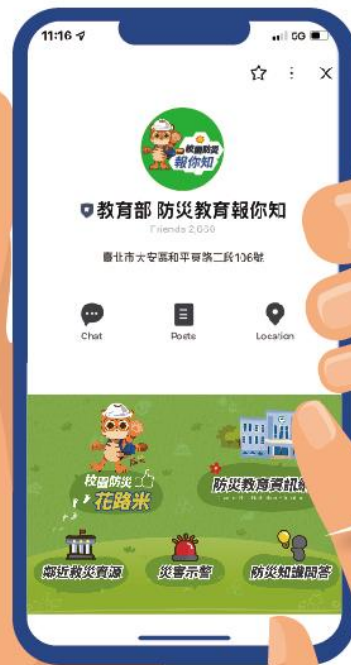 11:16
5G
校園防災
報你知
教育部 防災教育報你知
Friends 2,000
臺北市大安區和平東路二段106號
Chat
Posts
Location
校園防災
花路米
防災教育資訊網
鄰近救災資源
災害示警
防災知識問答